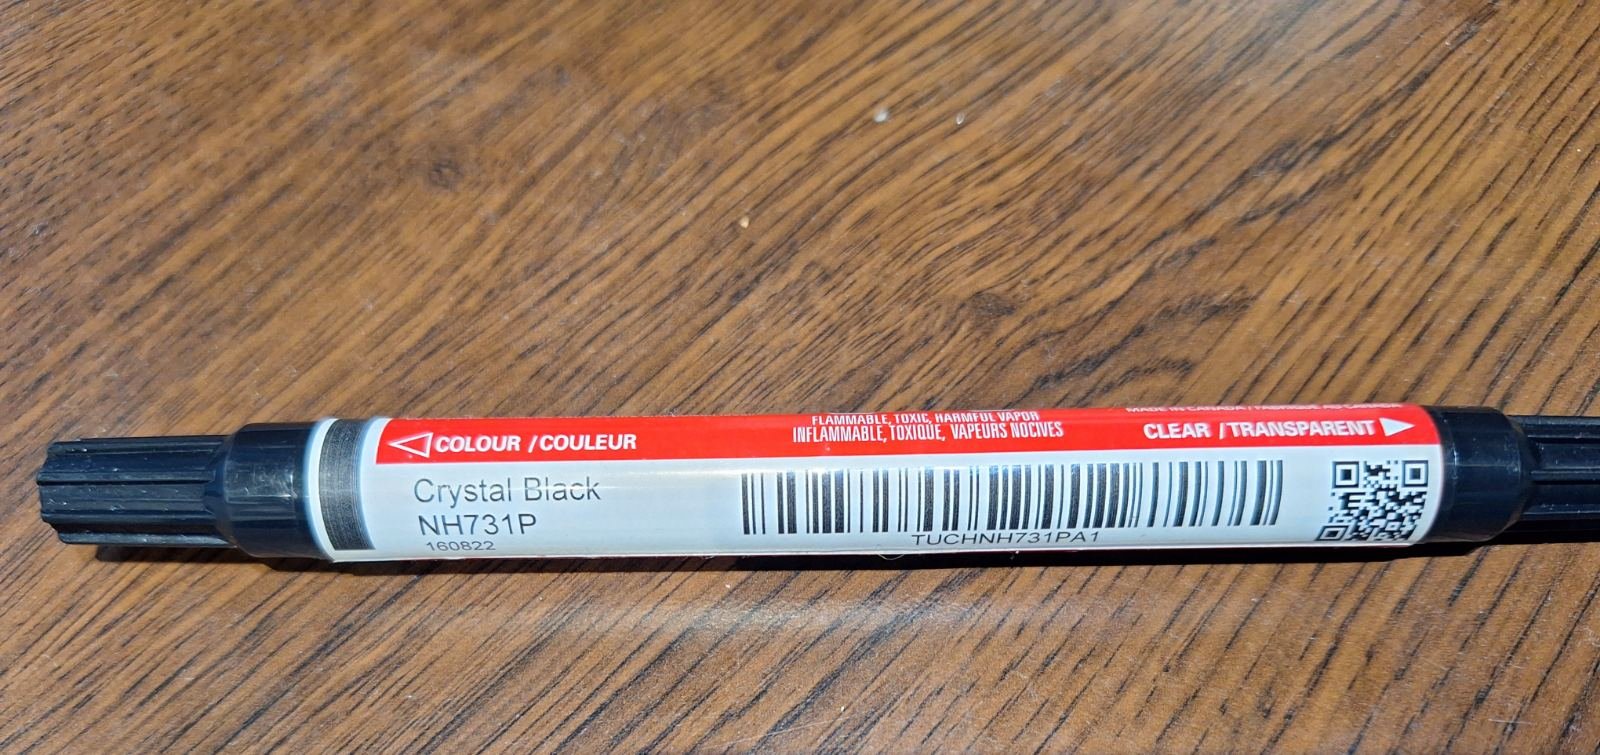 MADE IN CANADA / FABRIQUÉ AU CANADA
FLAMMABLE, TOXIC, HARMFUL VAPOR
COLOUR / COULEUR
INFLAMMABLE, TOXIQUE, VAPEURS NOCIVES
CLEAR / TRANSPARENT
Crystal Black
NH731P
160822
TUCHNH731PA1